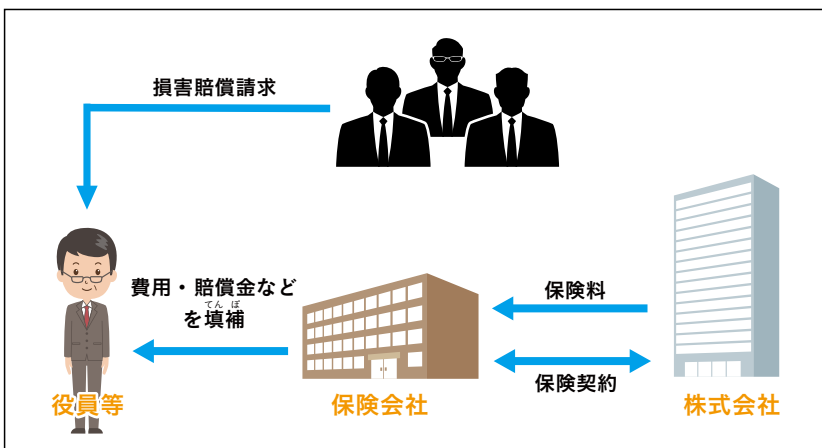 損害賠償請求
費用・賠償金など
てん ぽ
を填補
保険料
保険契約
役員等
保険会社
株式会社